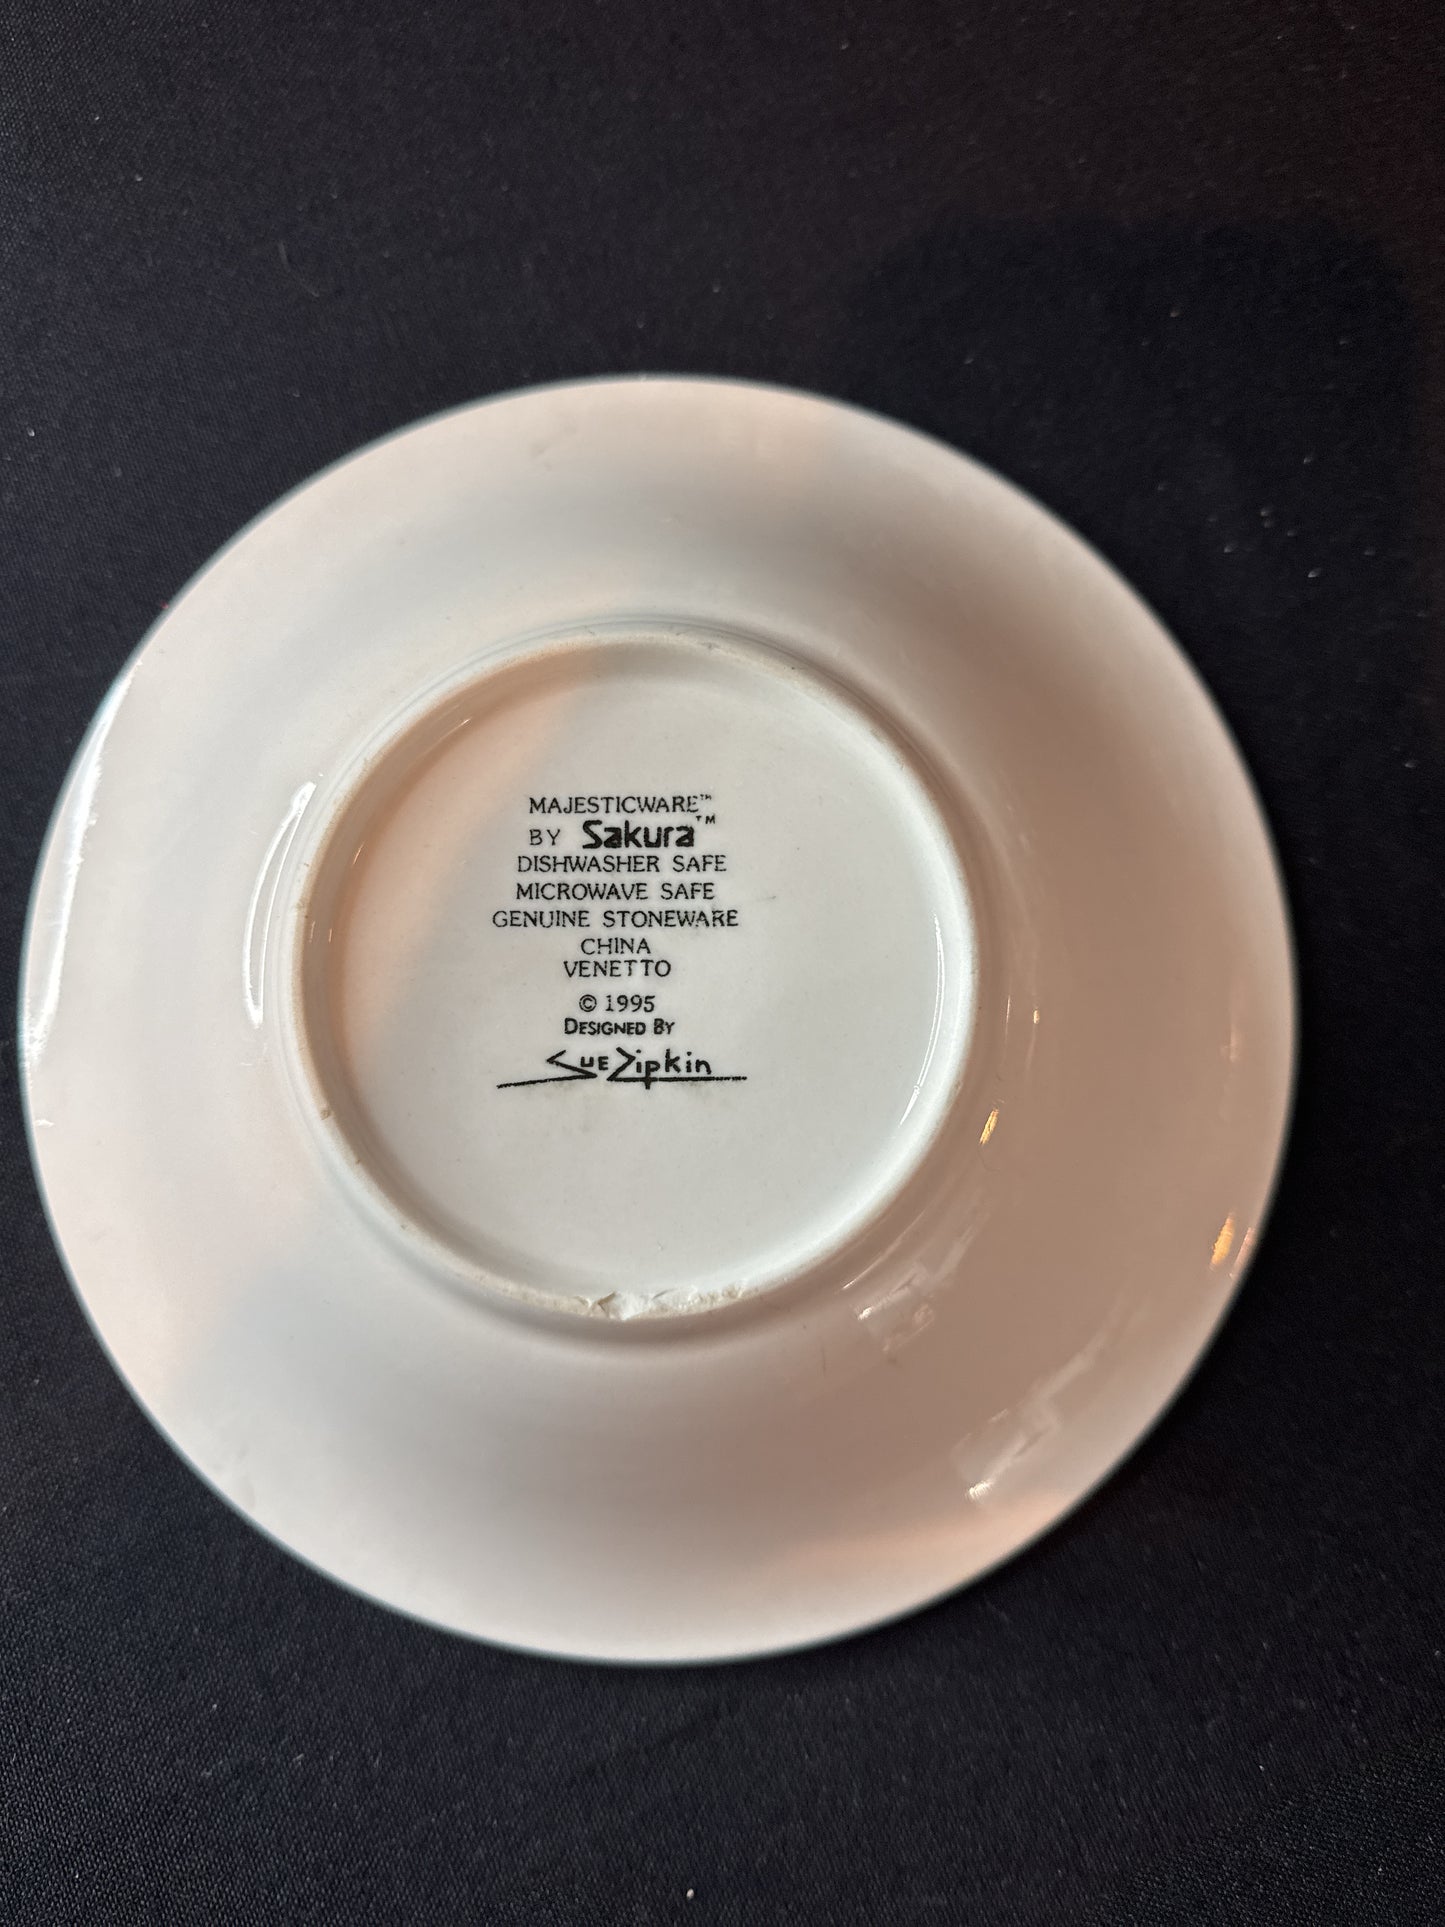 MAJESTICWARE™
BY Sakura™
DISHWASHER SAFE
MICROWAVE SAFE
GENUINE STONEWARE
CHINA
VENETTO
© 1995
DESIGNED BY
SUE Zipkin